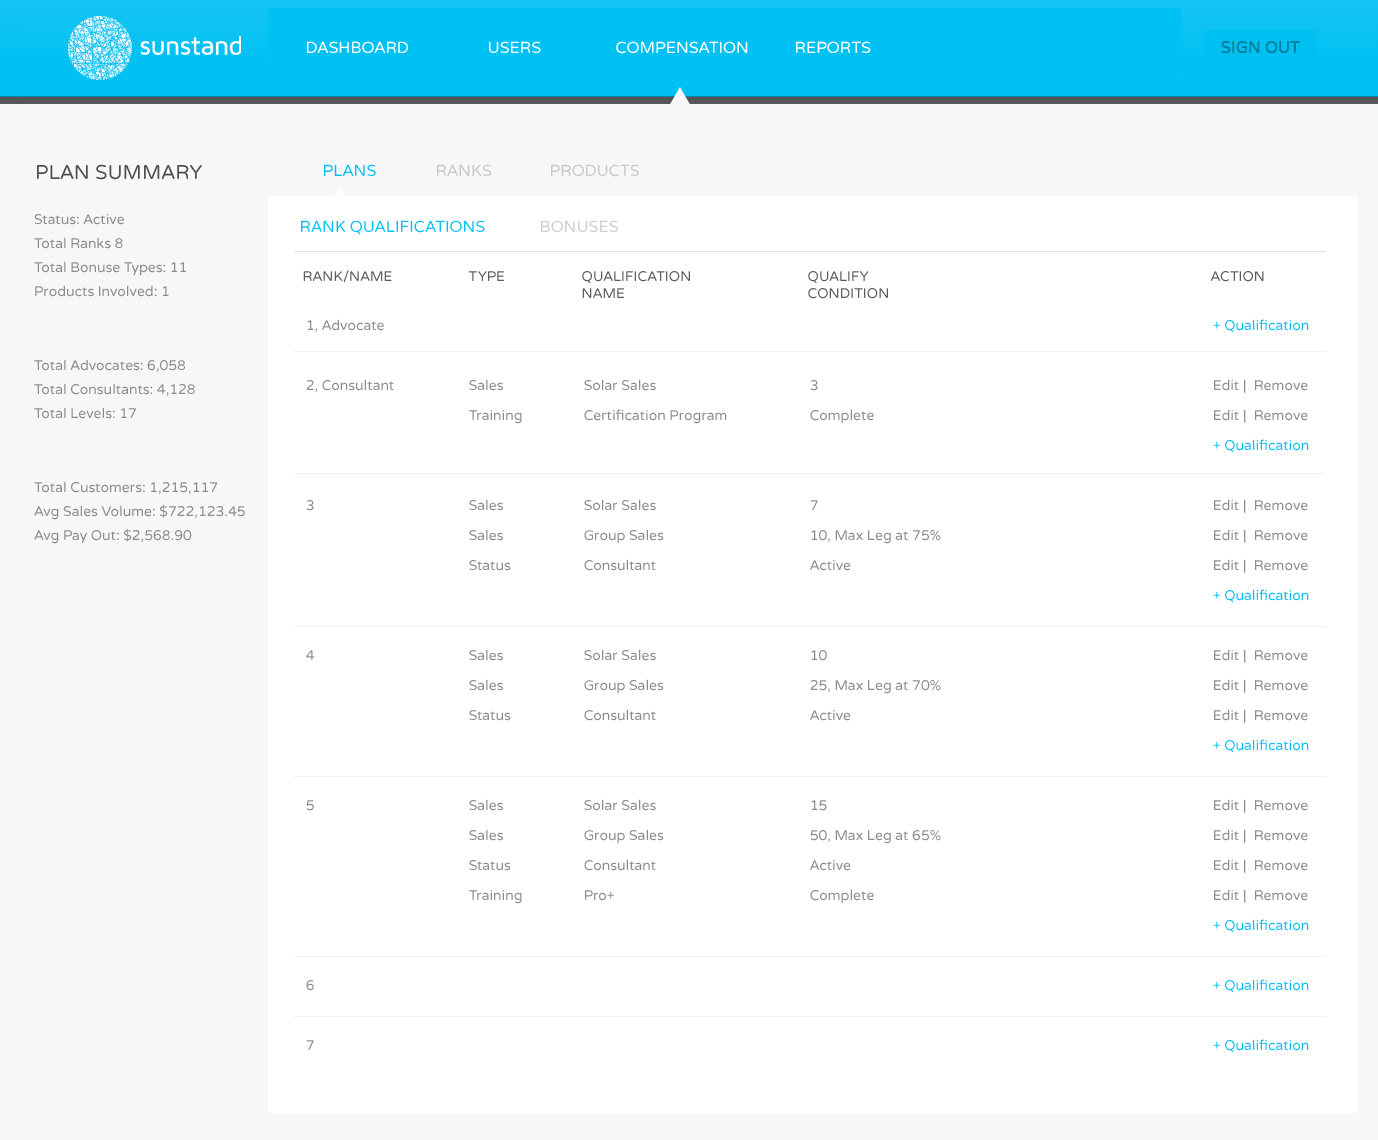 sunstand
DASHBOARD USERS COMPENSATION REPORTS SIGN OUT
PLAN SUMMARY
Status: Active
Total Ranks 8
Total Bonuse Types: 11
Products Involved: 1
Total Advocates: 6,058
Total Consultants: 4,128
Total Levels: 17
Total Customers: 1,215,117
Avg Sales Volume: $722,123.45
Avg Pay Out: $2,568.90
PLANS RANKS PRODUCTS
RANK QUALIFICATIONS BONUSES
RANK/NAME TYPE QUALIFICATION NAME QUALIFY CONDITION ACTION
1, Advocate + Qualification
2, Consultant Sales Solar Sales 3 Edit | Remove
Training Certification Program Complete Edit | Remove
+ Qualification
3 Sales Solar Sales 7 Edit | Remove
Sales Group Sales 10, Max Leg at 75% Edit | Remove
Status Consultant Active Edit | Remove
+ Qualification
4 Sales Solar Sales 10 Edit | Remove
Sales Group Sales 25, Max Leg at 70% Edit | Remove
Status Consultant Active Edit | Remove
+ Qualification
5 Sales Solar Sales 15 Edit | Remove
Sales Group Sales 50, Max Leg at 65% Edit | Remove
Status Consultant Active Edit | Remove
Training Pro+ Complete Edit | Remove
+ Qualification
6 + Qualification
7 + Qualification